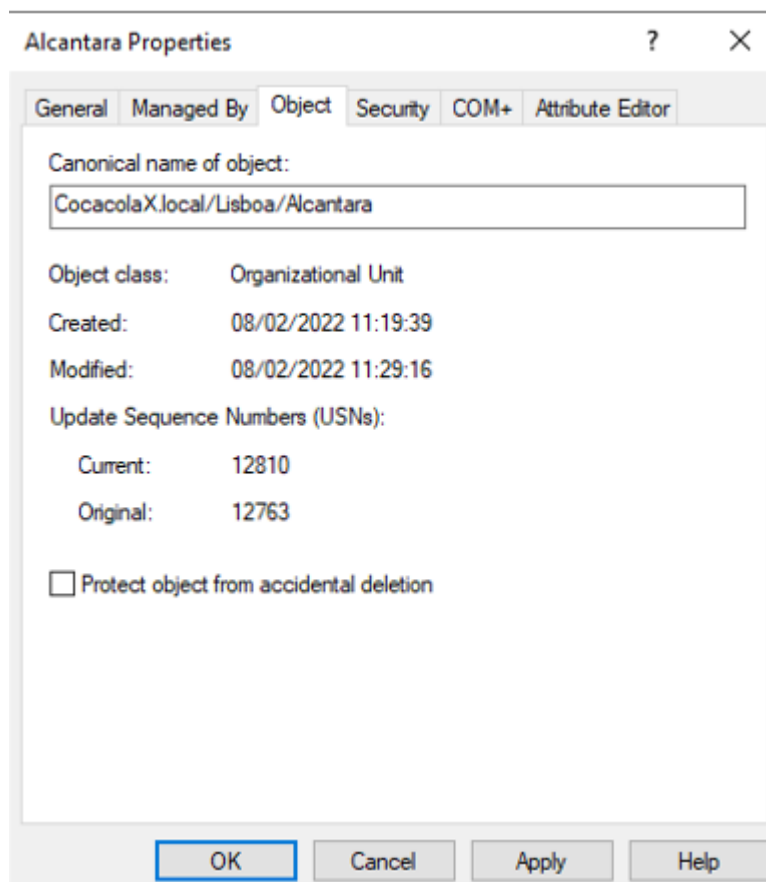 Alcantara Properties ? ×
General Managed By Object Security COM+ Attribute Editor
Canonical name of object:
CocacolaX.local/Lisboa/Alcantara
Object class: Organizational Unit
Created: 08/02/2022 11:19:39
Modified: 08/02/2022 11:29:16
Update Sequence Numbers (USNs):
Current: 12810
Original: 12763
Protect object from accidental deletion
OK Cancel Apply Help